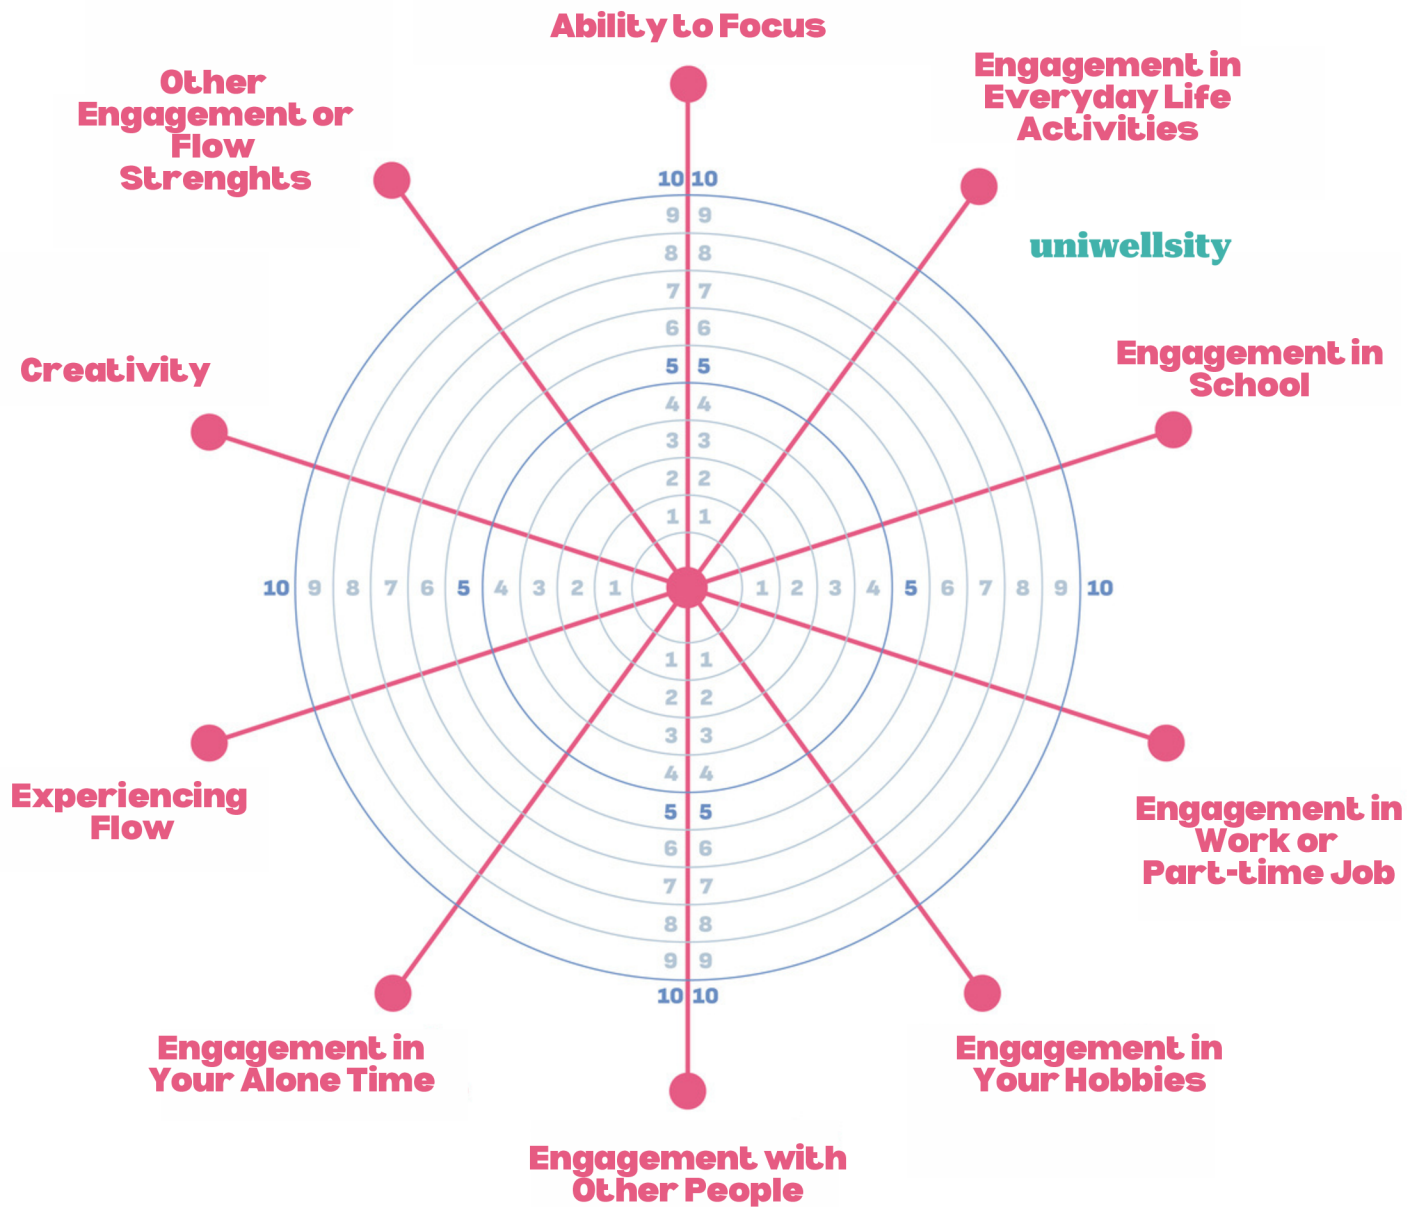 Ability to Focus
Engagement in
Everyday Life
Activities
Other
Engagement or
Flow
Strenghts
uniwellsity
Engagement in
School
Creativity
10 10
9 9
8 8
7 7
6 6
5 5
4 4
3 3
2 2
1 1
10 9 8 7 6 5 4 3 2 1 1 2 3 4 5 6 7 8 9 10
1 1
2 2
3 3
4 4
5 5
6 6
7 7
8 8
9 9
10 10
Experiencing
Flow
Engagement in
Work or
Part-time Job
Engagement in
Your Alone Time
Engagement in
Your Hobbies
Engagement with
Other People